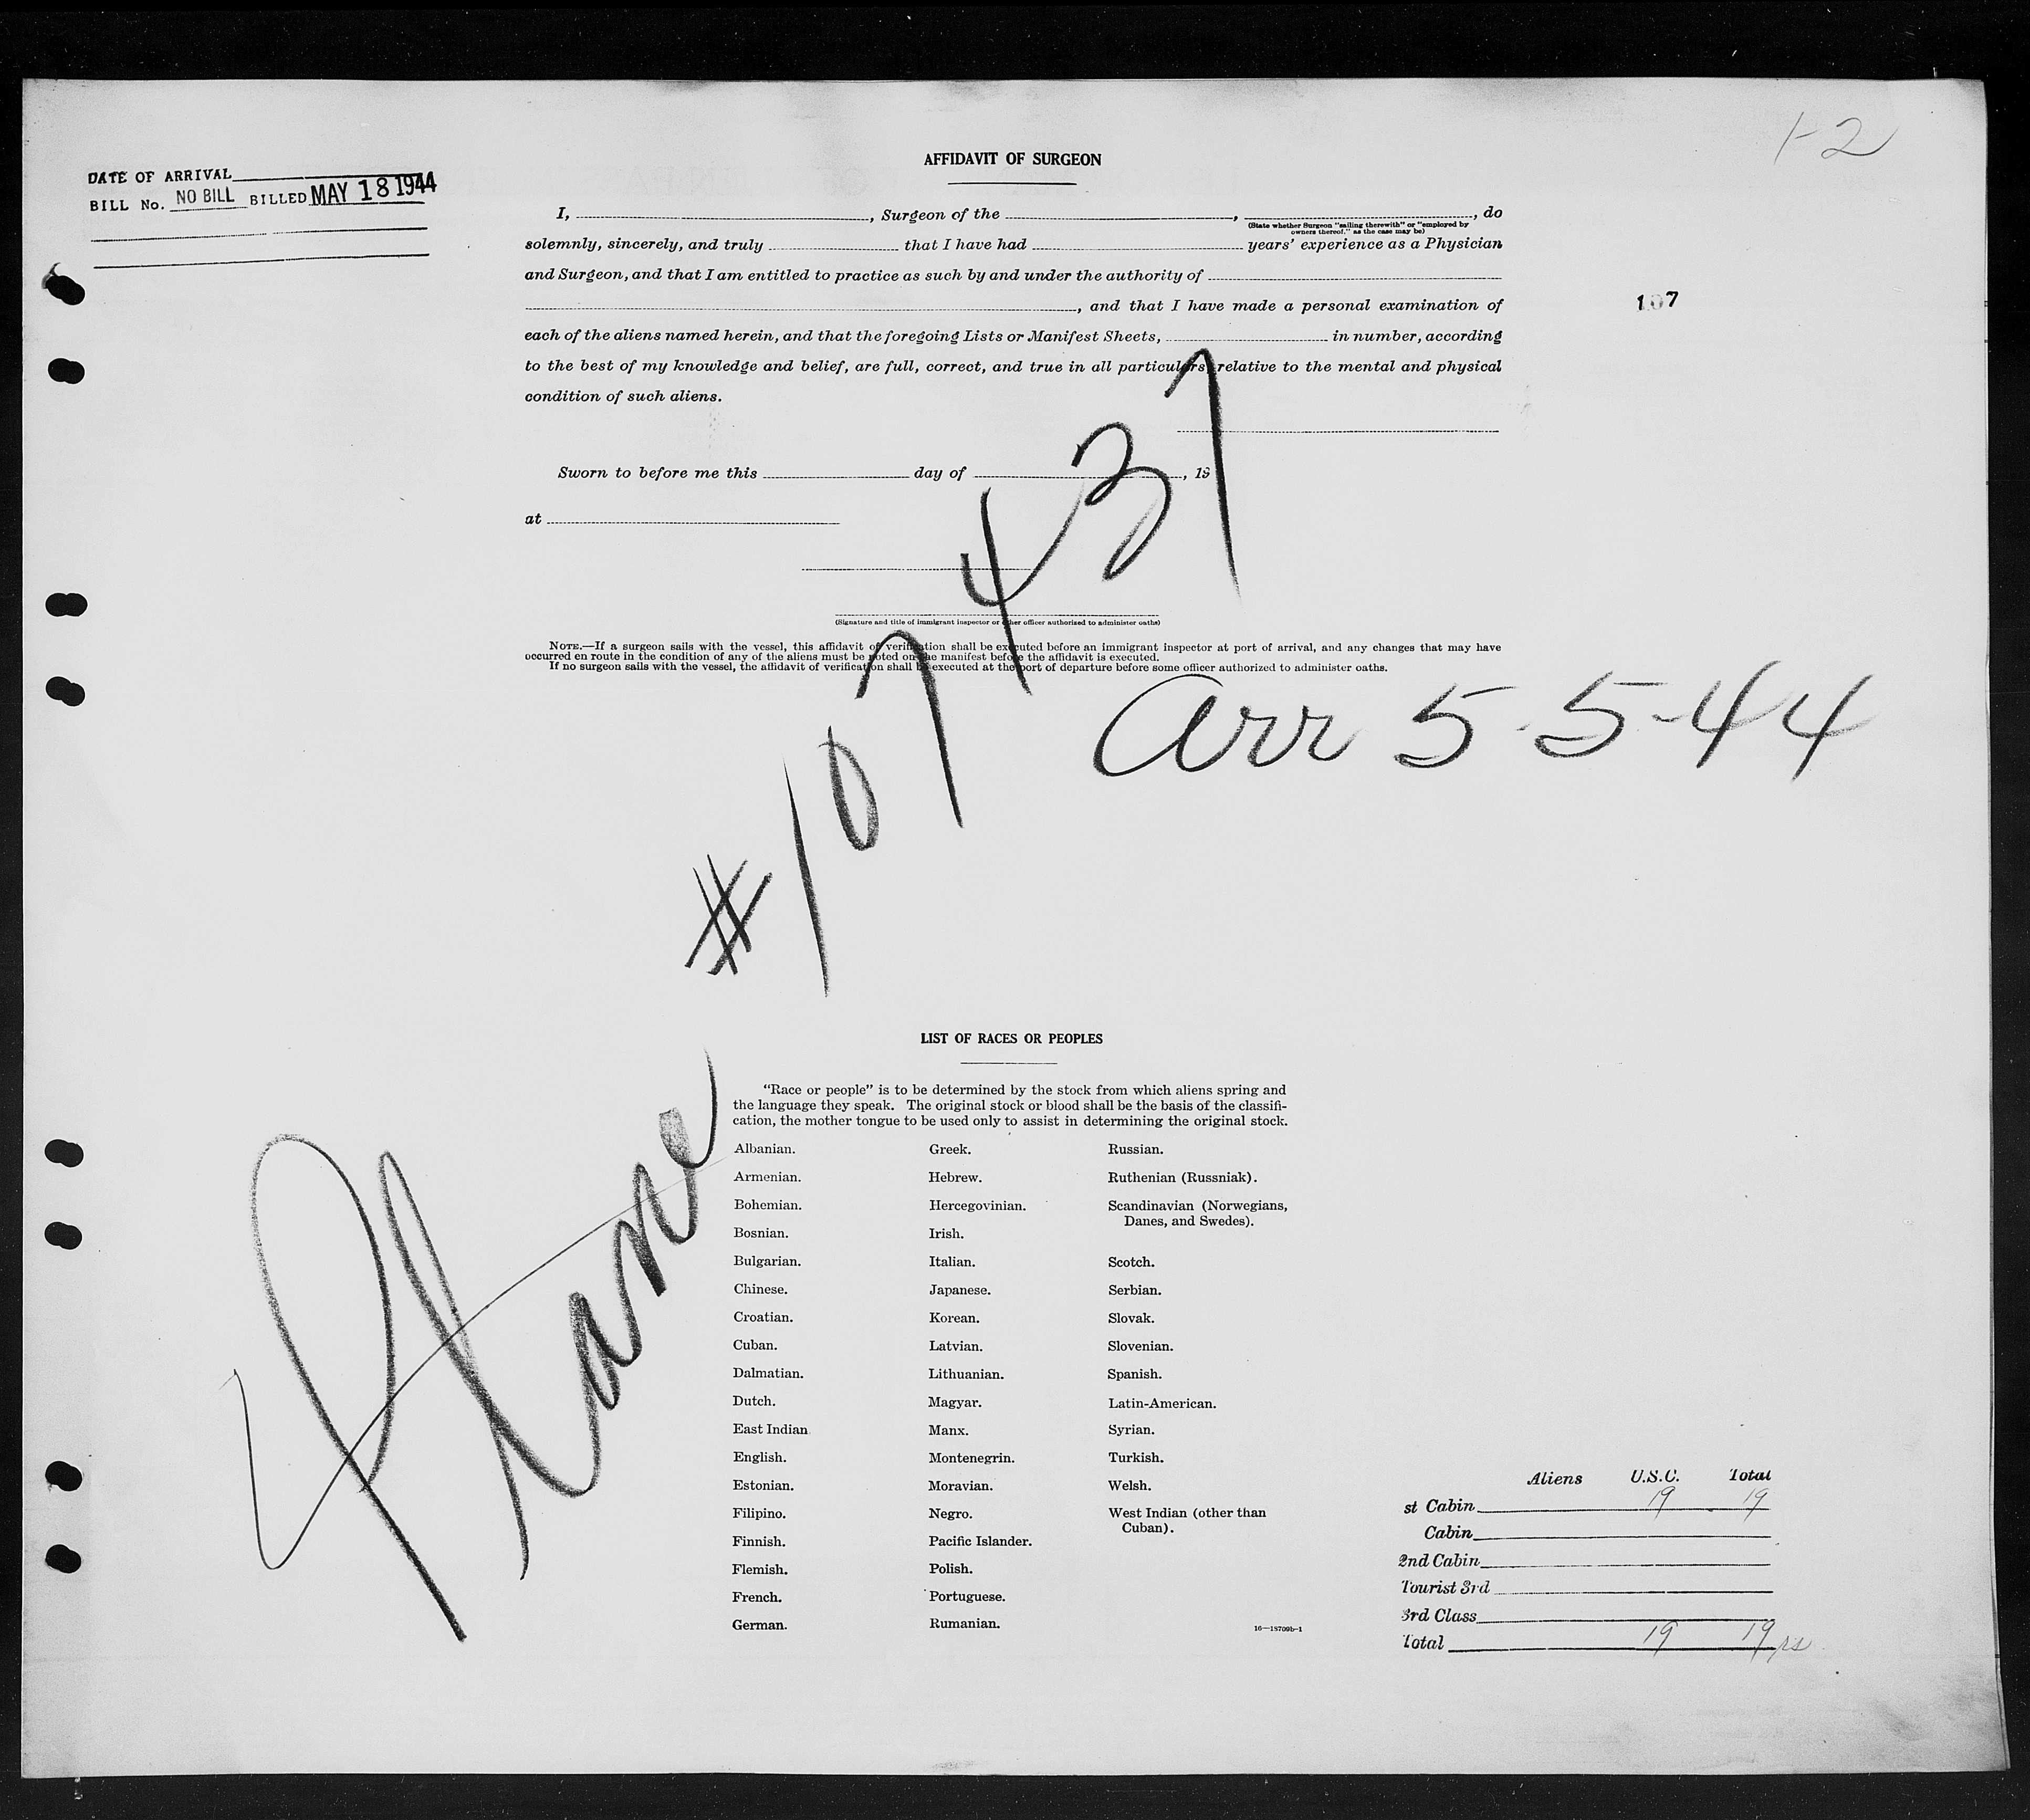 1-2
AFFIDAVIT OF SURGEON
DATE OF ARRIVAL
BILL No. NO BILL BILLED MAY 18 1944
I, , Surgeon of the , , do
(State whether Surgeon "sailing therewith" or "employed by
owners thereof," as the case may be)
solemnly, sincerely, and truly that I have had years' experience as a Physician
and Surgeon, and that I am entitled to practice as such by and under the authority of
, and that I have made a personal examination of
107
each of the aliens named herein, and that the foregoing Lists or Manifest Sheets, in number, according
to the best of my knowledge and belief, are full, correct, and true in all particulars relative to the mental and physical
condition of such aliens.
Sworn to before me this day of , 19
at
(Signature and title of immigrant inspector or other officer authorized to administer oaths)
NOTE.—If a surgeon sails with the vessel, this affidavit of verification shall be executed before an immigrant inspector at port of arrival, and any changes that may have
occurred en route in the condition of any of the aliens must be noted on the manifest before the affidavit is executed.
If no surgeon sails with the vessel, the affidavit of verification shall be executed at the port of departure before some officer authorized to administer oaths.
Arr 5-5-44
Plane #107437
LIST OF RACES OR PEOPLES
"Race or people" is to be determined by the stock from which aliens spring and
the language they speak. The original stock or blood shall be the basis of the classifi-
cation, the mother tongue to be used only to assist in determining the original stock.
Albanian. Greek. Russian.
Armenian. Hebrew. Ruthenian (Russniak).
Bohemian. Hercegovinian. Scandinavian (Norwegians,
Danes, and Swedes).
Bosnian. Irish.
Bulgarian. Italian. Scotch.
Chinese. Japanese. Serbian.
Croatian. Korean. Slovak.
Cuban. Latvian. Slovenian.
Dalmatian. Lithuanian. Spanish.
Dutch. Magyar. Latin-American.
East Indian Manx. Syrian.
English. Montenegrin. Turkish.
Estonian. Moravian. Welsh.
Filipino. Negro. West Indian (other than
Cuban).
Finnish. Pacific Islander.
Flemish. Polish.
French. Portuguese.
German. Rumanian.
16—18709b-1
Aliens U.S.C. Total
st Cabin 19 19
Cabin
2nd Cabin
Tourist 3rd
3rd Class
Total 19 19